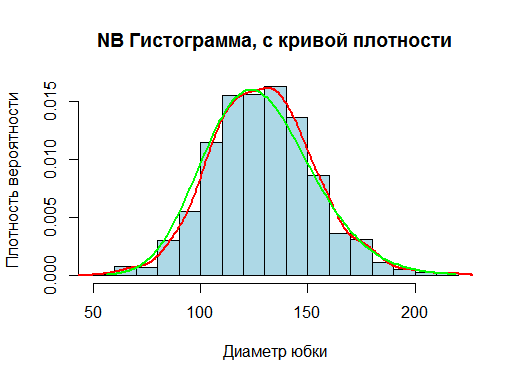 NB Гистограмма, с кривой плотности
Плотность вероятности
0.015
0.010
0.005
0.000
50 100 150 200
Диаметр юбки